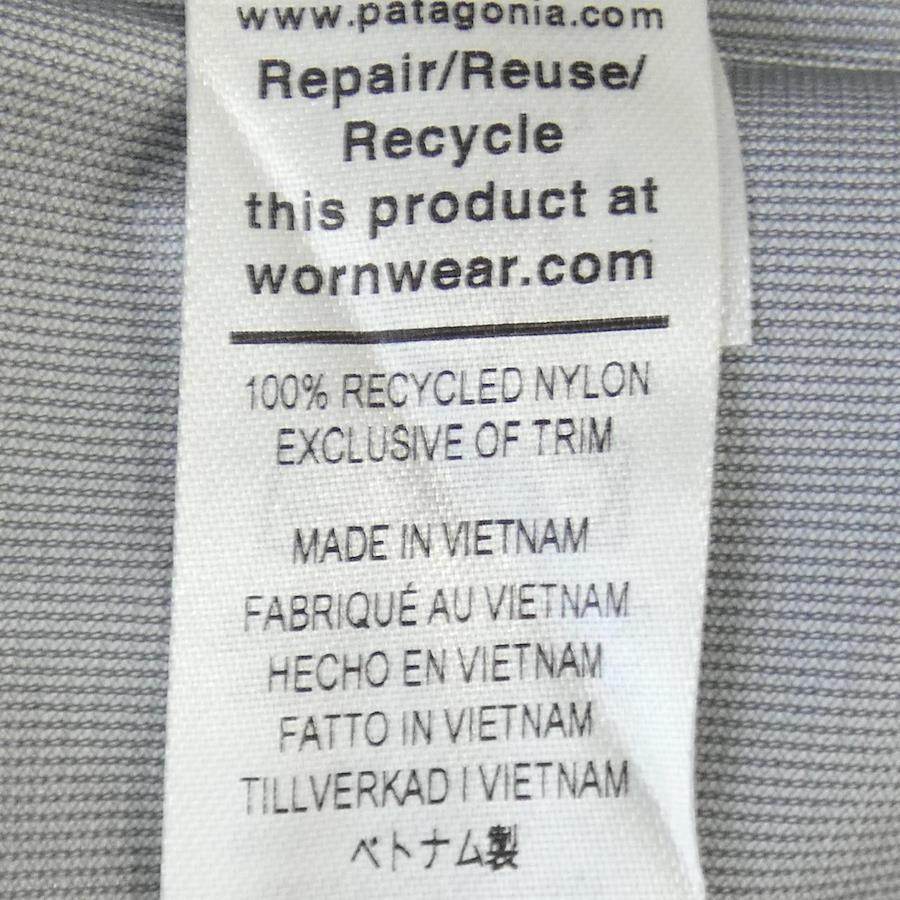 www.patagonia.com
Repair/Reuse/
Recycle
this product at
wornwear.com
100% RECYCLED NYLON
EXCLUSIVE OF TRIM
MADE IN VIETNAM
FABRIQUÉ AU VIETNAM
HECHO EN VIETNAM
FATTO IN VIETNAM
TILLVERKAD I VIETNAM
ベトナム製